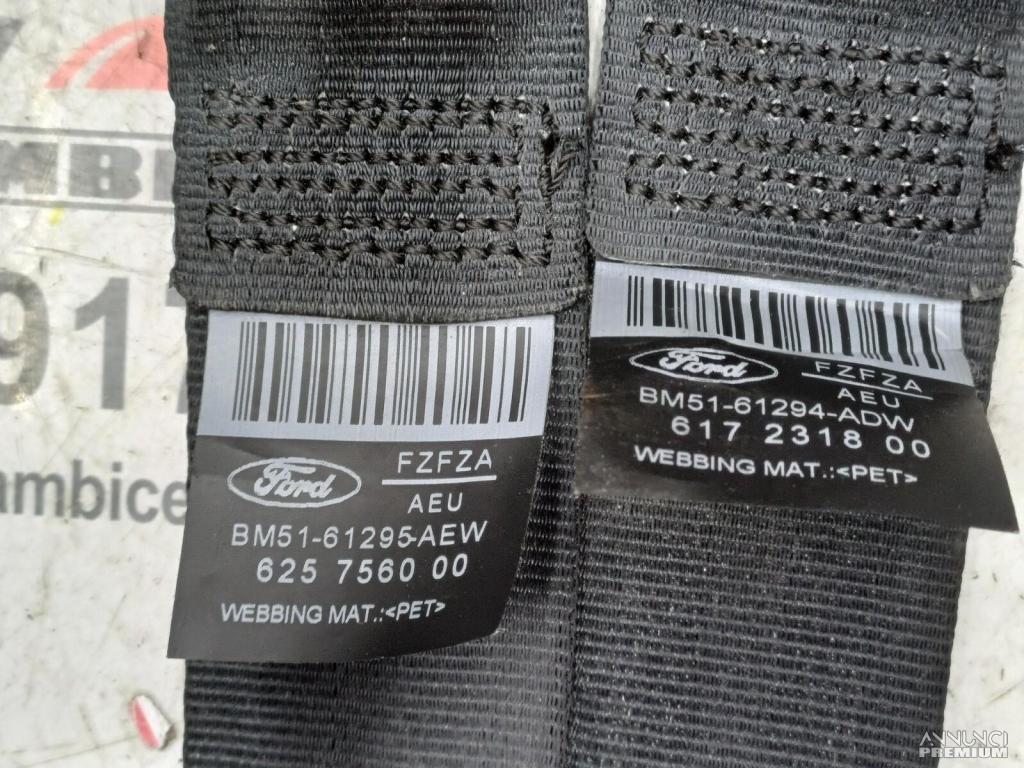 917
ambice
Ford
FZFZA
AEU
BM51-61295-AEW
625 7560 00
WEBBING MAT.:<PET>
Ford
FZFZA
AEU
BM51-61294-ADW
617 2318 00
WEBBING MAT.:<PET>
ANNUNCI
PREMIUM